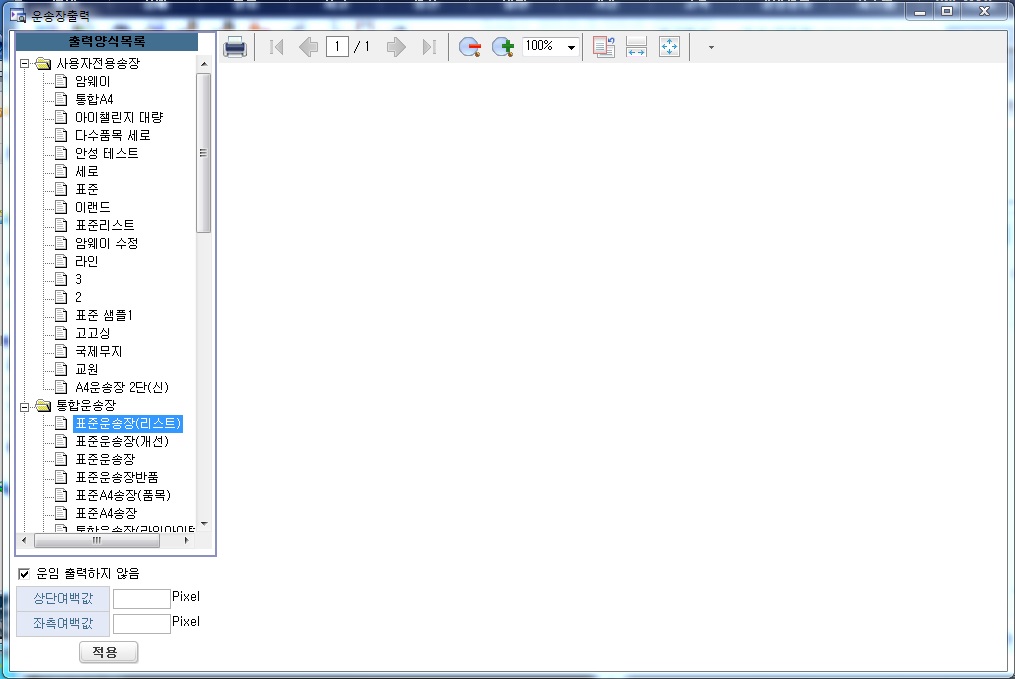 운송장출력
출력양식목록
1 / 1
100%
사용자전용송장
암웨이
통합A4
아이챌린지 대량
다수품목 세로
안성 테스트
세로
표준
이랜드
표준리스트
암웨이 수정
라인
3
2
표준 샘플1
고고싱
국제무지
교원
A4운송장 2단(신)
통합운송장
표준운송장(리스트)
표준운송장(개선)
표준운송장
표준운송장반품
표준A4송장(품목)
표준A4송장
운임 출력하지 않음
상단여백값 Pixel
좌측여백값 Pixel
적용